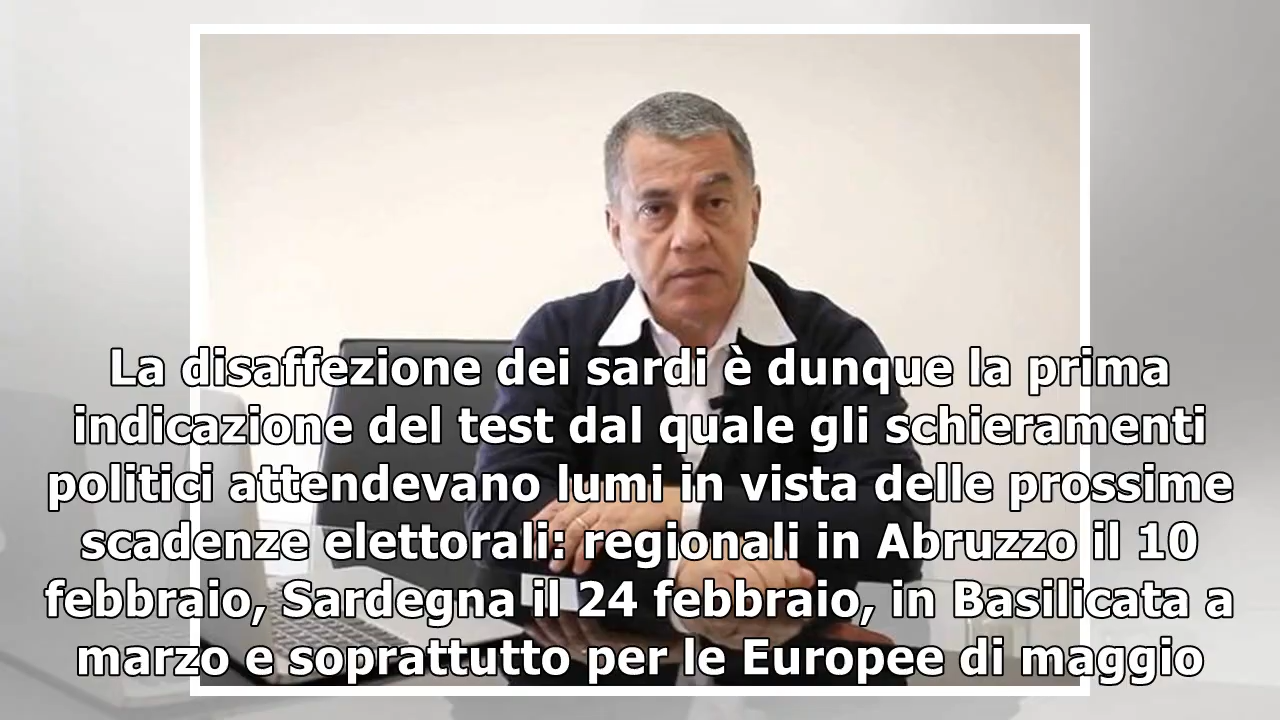 La disaffezione dei sardi è dunque la prima
indicazione del test dal quale gli schieramenti
politici attendevano lumi in vista delle prossime
scadenze elettorali: regionali in Abruzzo il 10
febbraio, Sardegna il 24 febbraio, in Basilicata a
marzo e soprattutto per le Europee di maggio